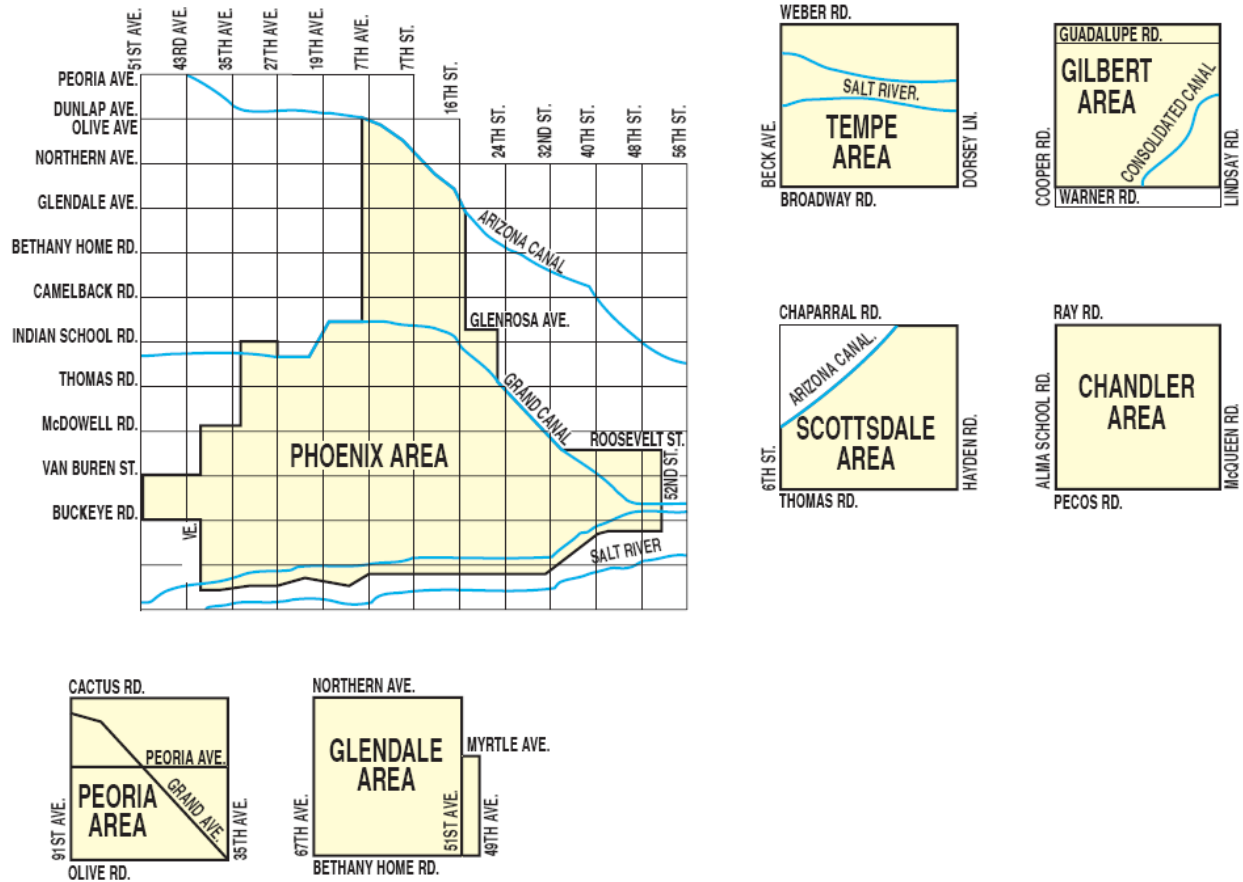 51ST AVE.
43RD AVE.
35TH AVE.
27TH AVE.
19TH AVE.
7TH AVE.
7TH ST.
16TH ST.
24TH ST.
32ND ST.
40TH ST.
48TH ST.
56TH ST.
PEORIA AVE.
DUNLAP AVE.
OLIVE AVE
NORTHERN AVE.
GLENDALE AVE.
BETHANY HOME RD.
CAMELBACK RD.
INDIAN SCHOOL RD.
THOMAS RD.
McDOWELL RD.
VAN BUREN ST.
BUCKEYE RD.
VE.
ARIZONA CANAL
GLENROSA AVE.
GRAND CANAL
ROOSEVELT ST.
52ND ST.
PHOENIX AREA
SALT RIVER
WEBER RD.
SALT RIVER.
TEMPE
AREA
BECK AVE.
DORSEY LN.
BROADWAY RD.
GUADALUPE RD.
GILBERT
AREA
CONSOLIDATED CANAL
COOPER RD.
LINDSAY RD.
WARNER RD.
CHAPARRAL RD.
ARIZONA CANAL.
SCOTTSDALE
AREA
6TH ST.
HAYDEN RD.
THOMAS RD.
RAY RD.
CHANDLER
AREA
ALMA SCHOOL RD.
McQUEEN RD.
PECOS RD.
CACTUS RD.
PEORIA AVE.
GRAND AVE.
PEORIA
AREA
91ST AVE.
35TH AVE.
OLIVE RD.
NORTHERN AVE.
GLENDALE
AREA
MYRTLE AVE.
67TH AVE.
51ST AVE.
49TH AVE.
BETHANY HOME RD.